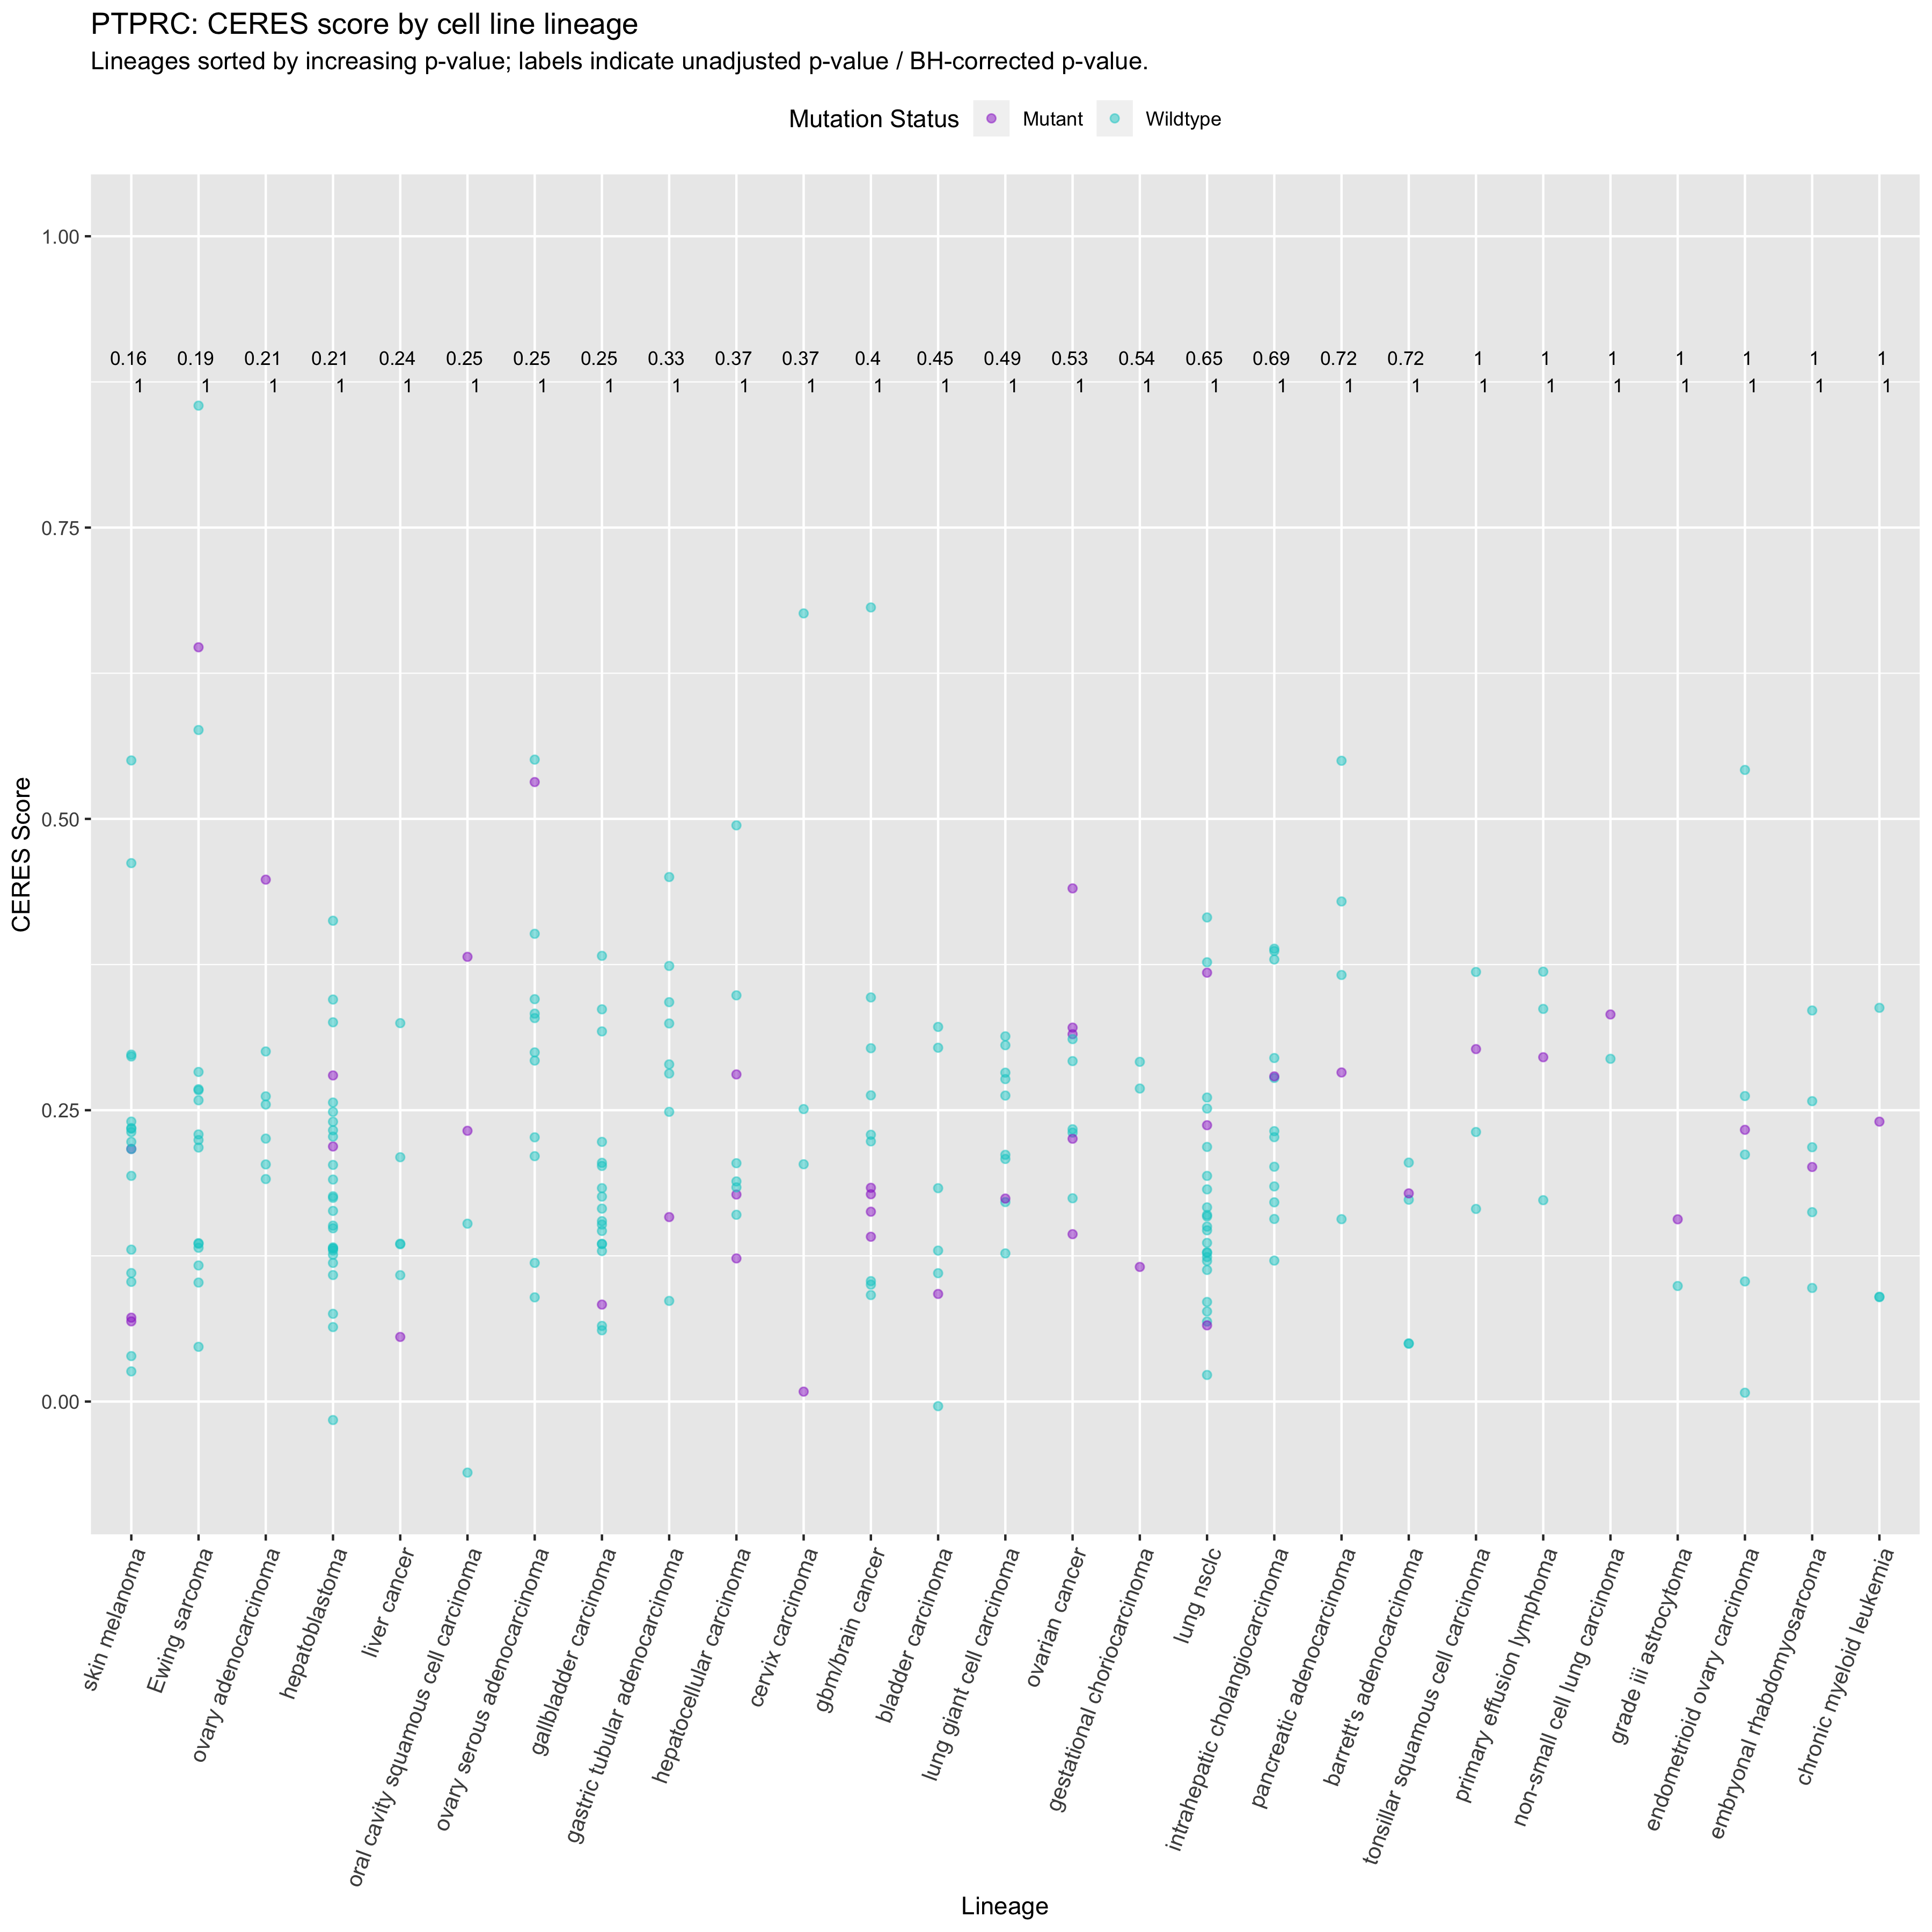 PTPRC: CERES score by cell line lineage
Lineages sorted by increasing p-value; labels indicate unadjusted p-value / BH-corrected p-value.
Mutation Status Mutant Wildtype
1.00
0.16 0.19 0.21 0.21 0.24 0.25 0.25 0.25 0.33 0.37 0.37 0.4 0.45 0.49 0.53 0.54 0.65 0.69 0.72 0.72 1 1 1 1 1 1 1
1 1 1 1 1 1 1 1 1 1 1 1 1 1 1 1 1 1 1 1 1 1 1 1 1 1 1
0.75
0.50
0.25
0.00
CERES Score
skin melanoma
Ewing sarcoma
ovary adenocarcinoma
hepatoblastoma
liver cancer
oral cavity squamous cell carcinoma
ovary serous adenocarcinoma
gallbladder carcinoma
gastric tubular adenocarcinoma
hepatocellular carcinoma
cervix carcinoma
gbm/brain cancer
bladder carcinoma
lung giant cell carcinoma
ovarian cancer
gestational choriocarcinoma
lung nsclc
intrahepatic cholangiocarcinoma
pancreatic adenocarcinoma
barrett's adenocarcinoma
tonsillar squamous cell carcinoma
primary effusion lymphoma
non-small cell lung carcinoma
grade iii astrocytoma
endometrioid ovary carcinoma
embryonal rhabdomyosarcoma
chronic myeloid leukemia
Lineage